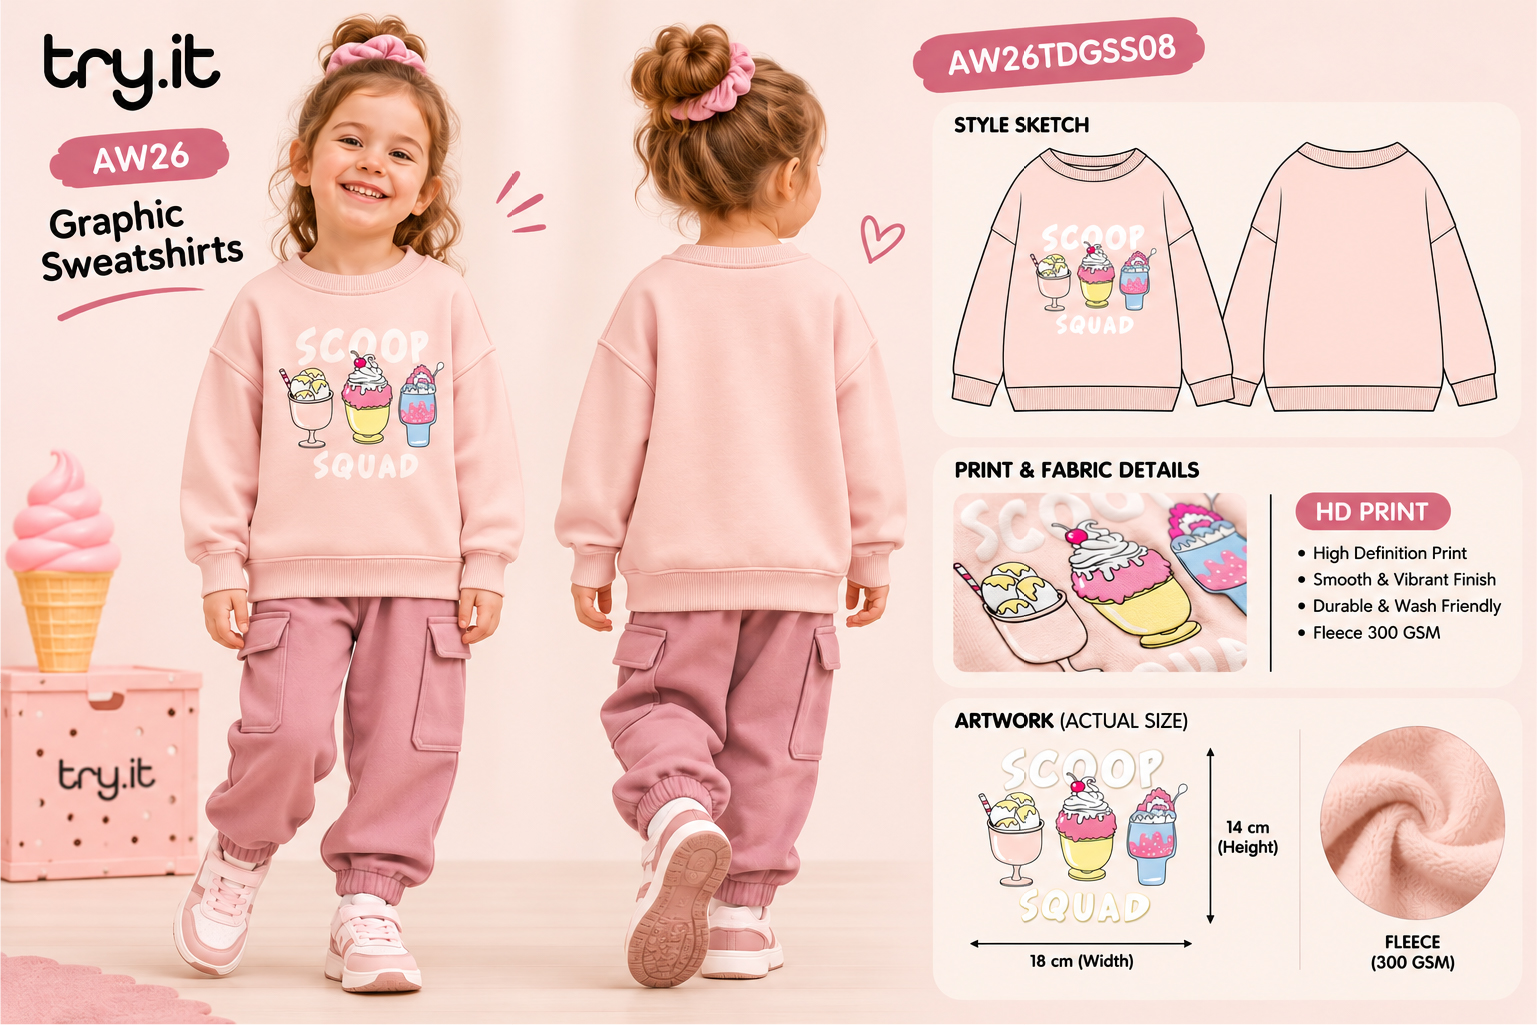 try.it
AW26
Graphic
Sweatshirts
SCOOP
SQUAD
try.it
AW26TDGSS08
STYLE SKETCH
SCOOP
SQUAD
PRINT & FABRIC DETAILS
SCOO
QUA
HD PRINT
• High Definition Print
• Smooth & Vibrant Finish
• Durable & Wash Friendly
• Fleece 300 GSM
ARTWORK (ACTUAL SIZE)
SCOOP
SQUAD
14 cm
(Height)
18 cm (Width)
FLEECE
(300 GSM)